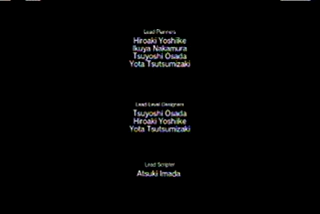 Lead Planners
Hiroaki Yoshiike
Ikuya Nakamura
Tsuyoshi Osada
Yota Tsutsumizaki
Lead Level Designers
Tsuyoshi Osada
Hiroaki Yoshiike
Yota Tsutsumizaki
Lead Scripter
Atsuki Imada